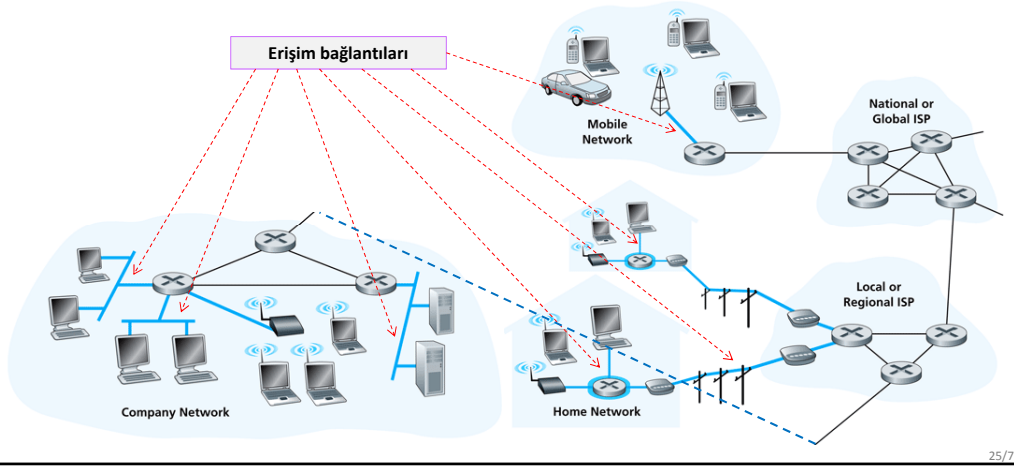 Erişim bağlantıları
National or
Global ISP
Mobile
Network
Local or
Regional ISP
Company Network
Home Network
25/7